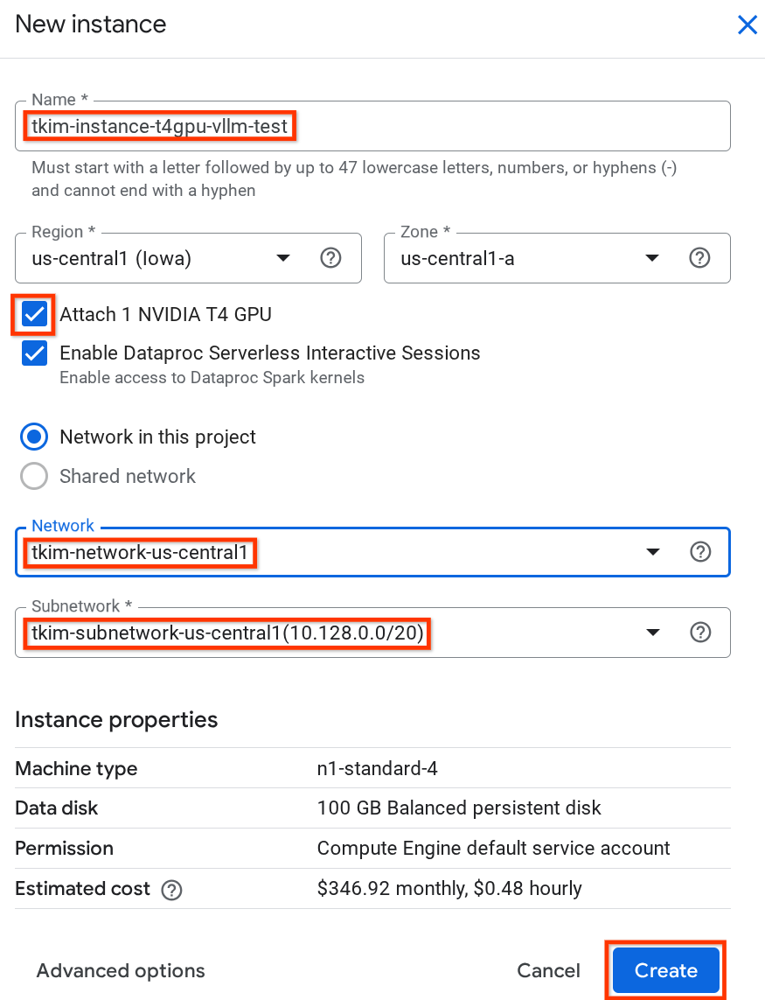 New instance
Name *
tkim-instance-t4gpu-vllm-test
Must start with a letter followed by up to 47 lowercase letters, numbers, or hyphens (-)
and cannot end with a hyphen
Region *
Zone *
us-central1 (Iowa)
us-central1-a
Attach 1 NVIDIA T4 GPU
Enable Dataproc Serverless Interactive Sessions
Enable access to Dataproc Spark kernels
Network in this project
Shared network
Network
tkim-network-us-central1
Subnetwork *
tkim-subnetwork-us-central1(10.128.0.0/20)
Instance properties
Machine type n1-standard-4
Data disk 100 GB Balanced persistent disk
Permission Compute Engine default service account
Estimated cost $346.92 monthly, $0.48 hourly
Advanced options Cancel Create